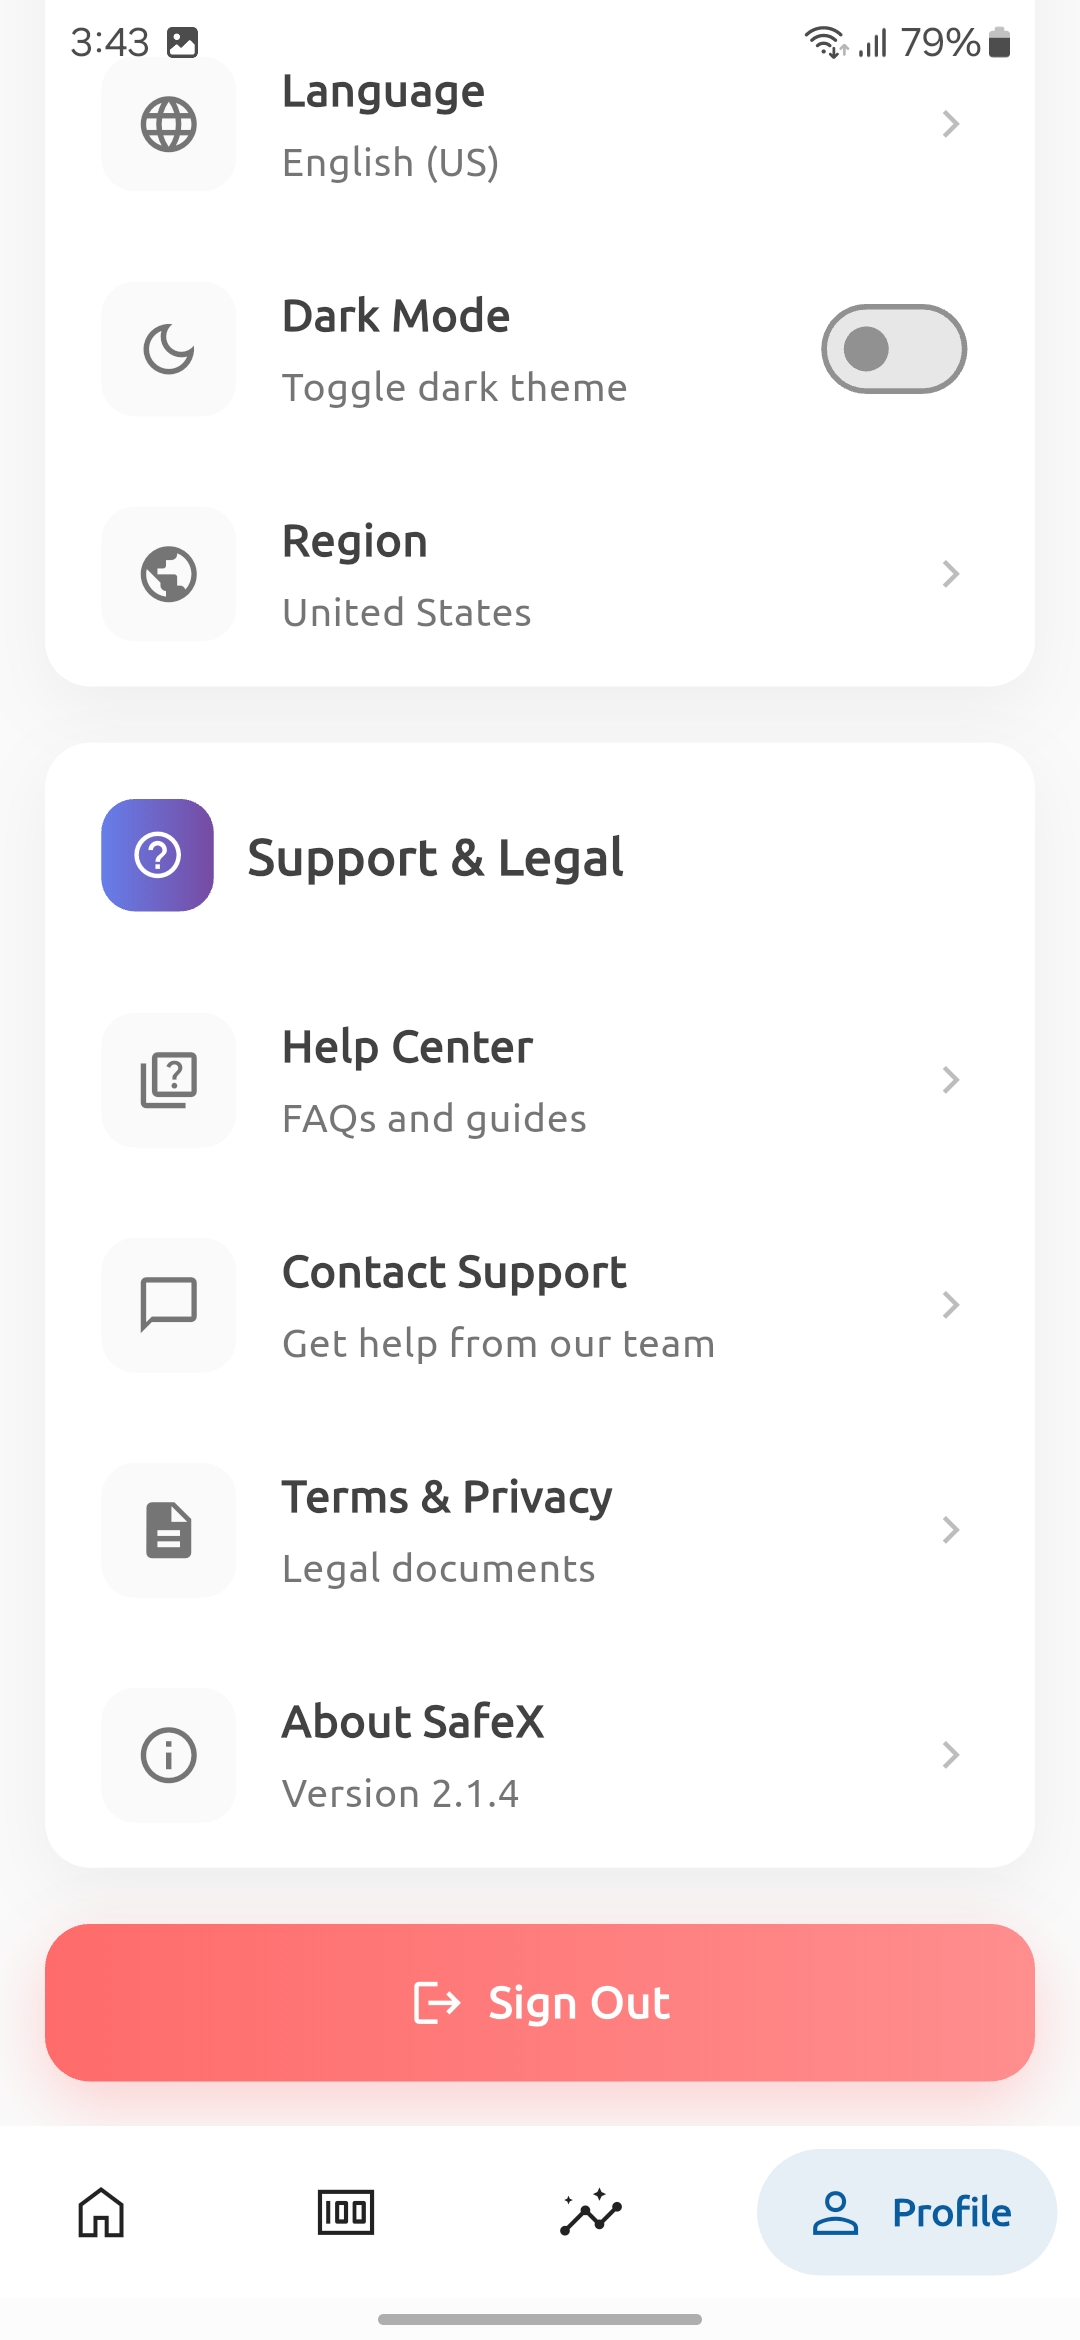 3:43
79%
Language
English (US)
Dark Mode
Toggle dark theme
Region
United States
Support & Legal
Help Center
FAQs and guides
Contact Support
Get help from our team
Terms & Privacy
Legal documents
About SafeX
Version 2.1.4
Sign Out
Profile